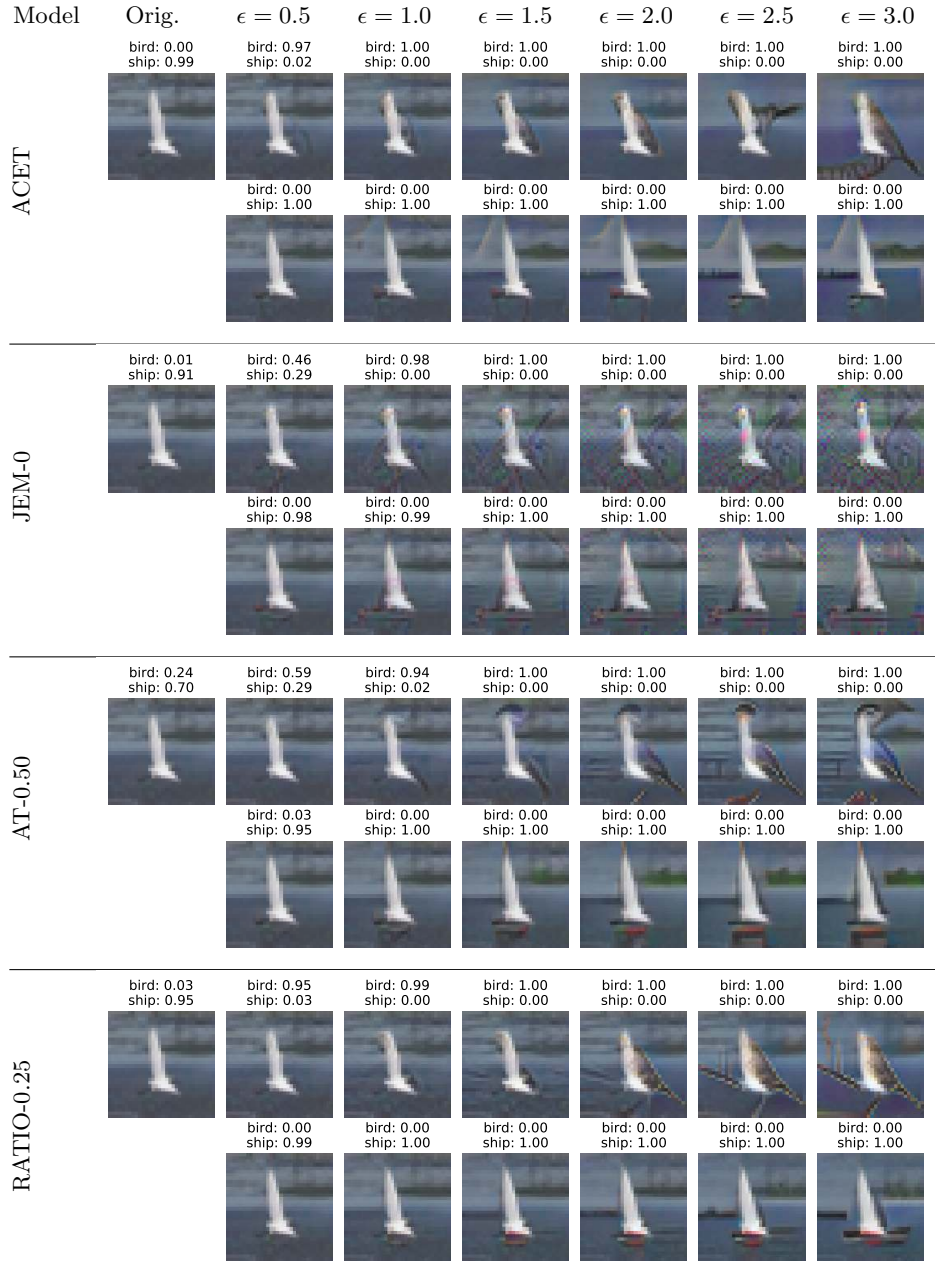 Model Orig. ϵ = 0.5 ϵ = 1.0 ϵ = 1.5 ϵ = 2.0 ϵ = 2.5 ϵ = 3.0
ACET
bird: 0.00 bird: 0.97 bird: 1.00 bird: 1.00 bird: 1.00 bird: 1.00 bird: 1.00
ship: 0.99 ship: 0.02 ship: 0.00 ship: 0.00 ship: 0.00 ship: 0.00 ship: 0.00
bird: 0.00 bird: 0.00 bird: 0.00 bird: 0.00 bird: 0.00 bird: 0.00
ship: 1.00 ship: 1.00 ship: 1.00 ship: 1.00 ship: 1.00 ship: 1.00
JEM-0
bird: 0.01 bird: 0.46 bird: 0.98 bird: 1.00 bird: 1.00 bird: 1.00 bird: 1.00
ship: 0.91 ship: 0.29 ship: 0.00 ship: 0.00 ship: 0.00 ship: 0.00 ship: 0.00
bird: 0.00 bird: 0.00 bird: 0.00 bird: 0.00 bird: 0.00 bird: 0.00
ship: 0.98 ship: 0.99 ship: 1.00 ship: 1.00 ship: 1.00 ship: 1.00
AT-0.50
bird: 0.24 bird: 0.59 bird: 0.94 bird: 1.00 bird: 1.00 bird: 1.00 bird: 1.00
ship: 0.70 ship: 0.29 ship: 0.02 ship: 0.00 ship: 0.00 ship: 0.00 ship: 0.00
bird: 0.03 bird: 0.00 bird: 0.00 bird: 0.00 bird: 0.00 bird: 0.00
ship: 0.95 ship: 1.00 ship: 1.00 ship: 1.00 ship: 1.00 ship: 1.00
RATIO-0.25
bird: 0.03 bird: 0.95 bird: 0.99 bird: 1.00 bird: 1.00 bird: 1.00 bird: 1.00
ship: 0.95 ship: 0.03 ship: 0.00 ship: 0.00 ship: 0.00 ship: 0.00 ship: 0.00
bird: 0.00 bird: 0.00 bird: 0.00 bird: 0.00 bird: 0.00 bird: 0.00
ship: 0.99 ship: 1.00 ship: 1.00 ship: 1.00 ship: 1.00 ship: 1.00